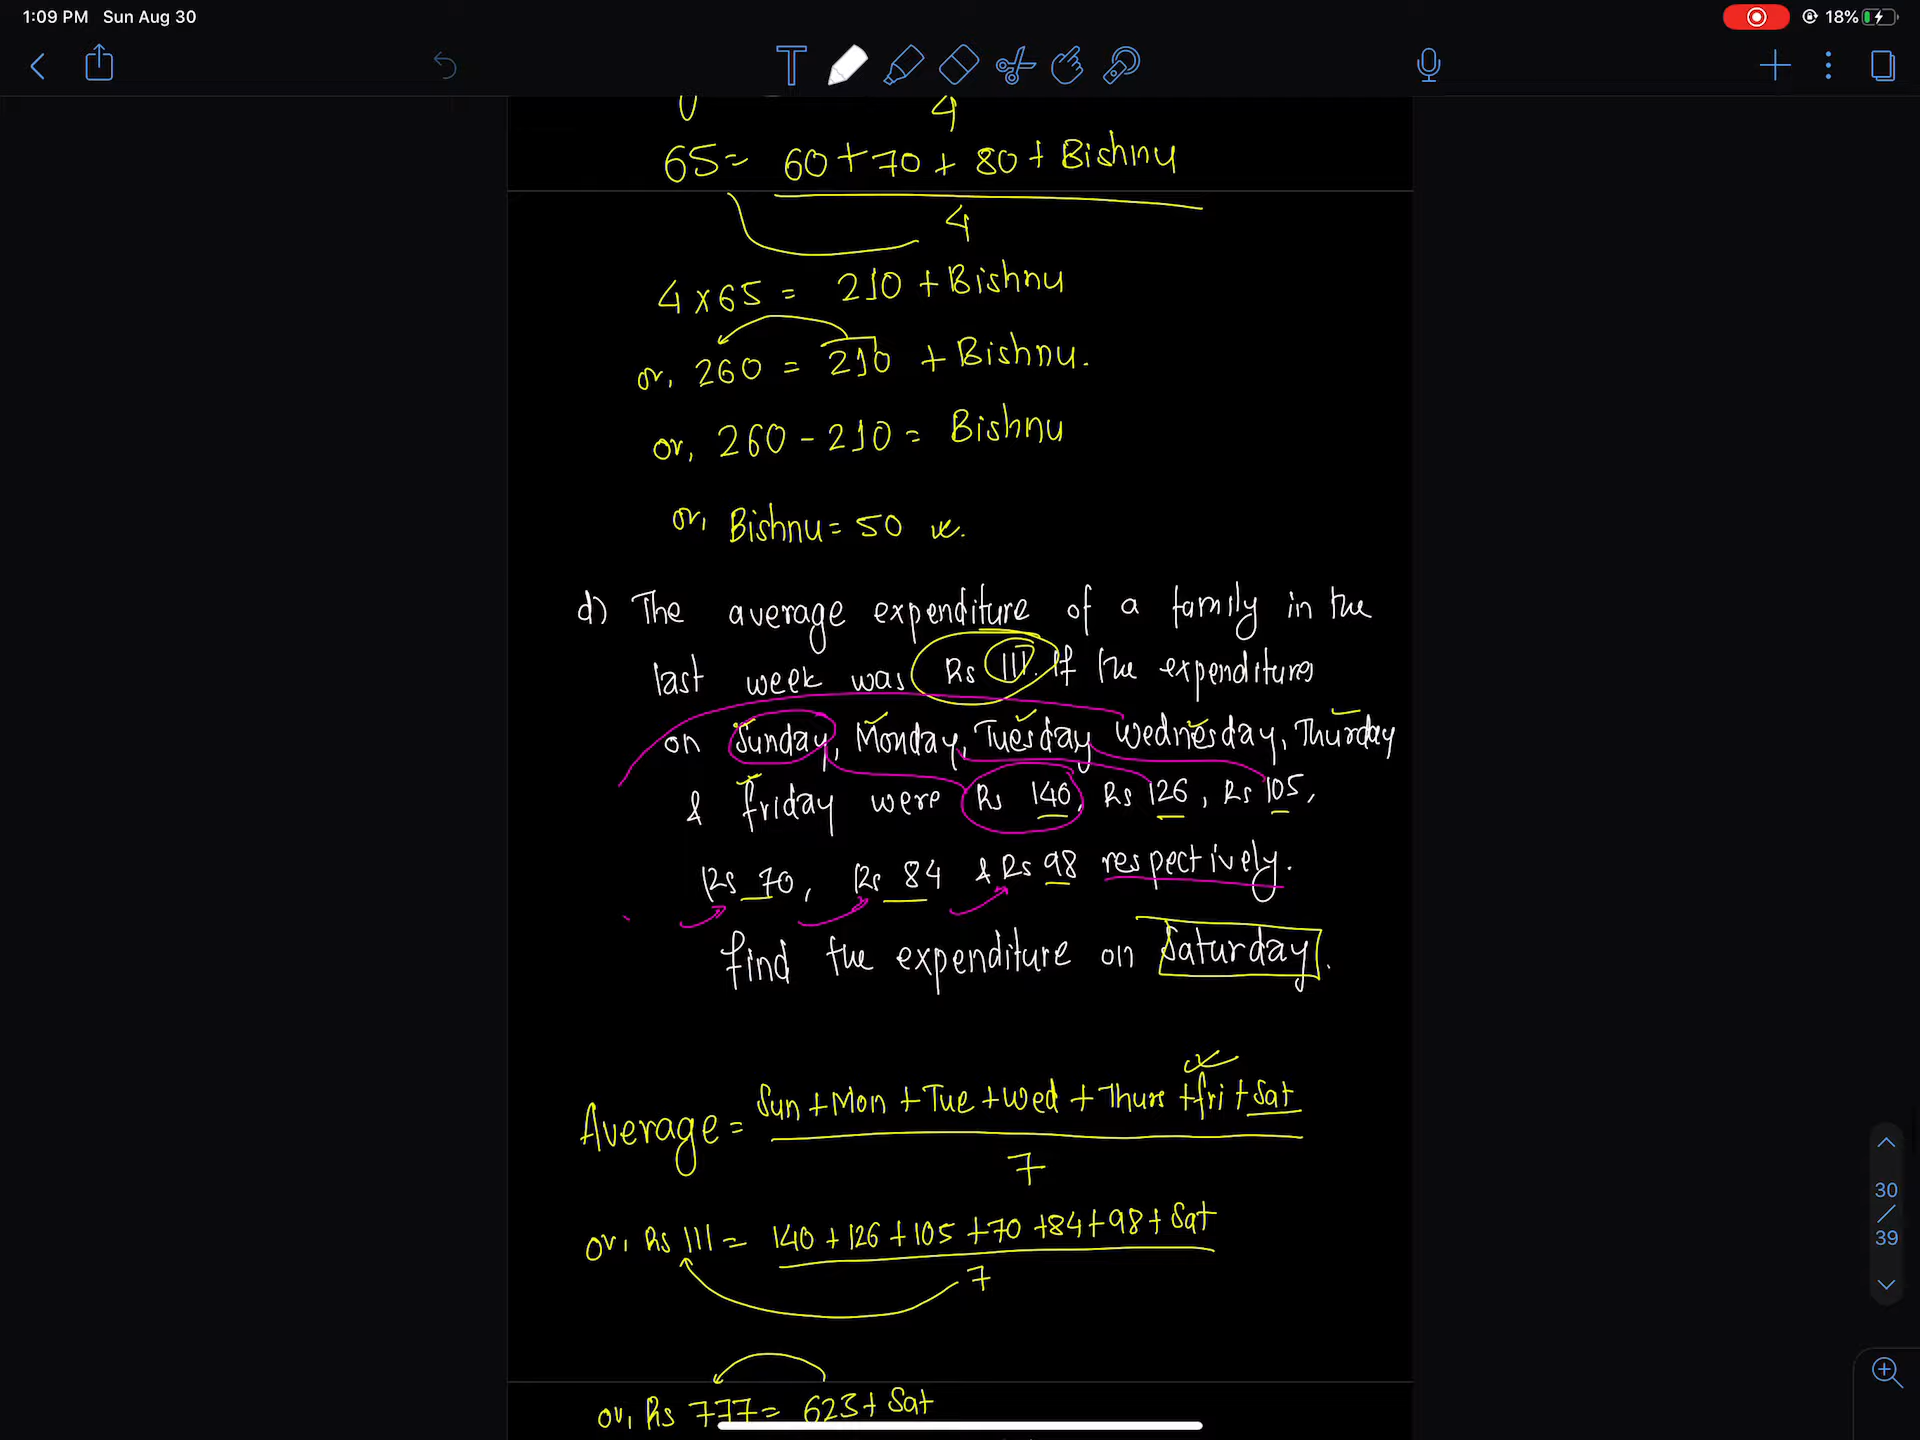 1:09 PM Sun Aug 30
18%
4
65 = 60 + 70 + 80 + Bishnu
4
4 × 65 = 210 + Bishnu
or, 260 = 210 + Bishnu.
or, 260 - 210 = Bishnu
or, Bishnu = 50
d) The average expenditure of a family in the
last week was Rs 111. If the expenditures
on Sunday, Monday, Tuesday Wednesday, Thurday
& Friday were Rs 140, Rs 126, Rs 105,
Rs 70, Rs 84 & Rs 98 respectively.
find the expenditure on Saturday.
Average = Sun + Mon + Tue + Wed + Thurs + fri + Sat
7
or, Rs 111 = 140 + 126 + 105 + 70 + 84 + 98 + Sat
7
or, Rs 777 = 623 + Sat
30
/
39